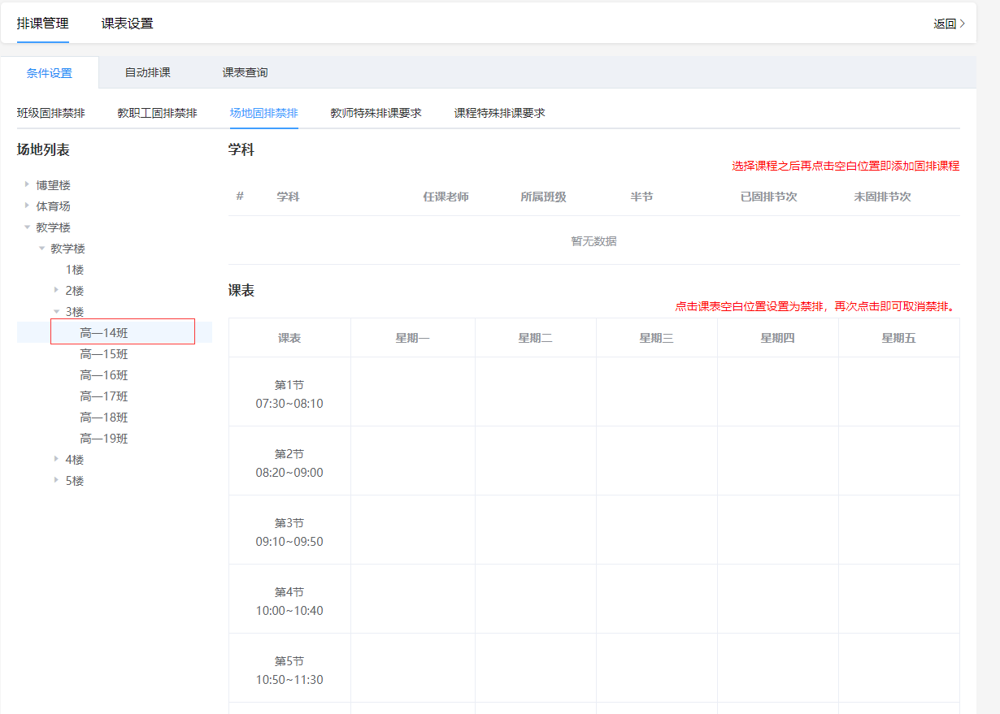 排课管理 课表设置 返回
条件设置 自动排课 课表查询
班级固排禁排 教职工固排禁排 场地固排禁排 教师特殊排课要求 课程特殊排课要求
场地列表
博望楼
体育场
教学楼
教学楼
1楼
2楼
3楼
高一14班
高一15班
高一16班
高一17班
高一18班
高一19班
4楼
5楼
学科
选择课程之后再点击空白位置即添加固排课程
# 学科 任课老师 所属班级 半节 已固排节次 未固排节次
暂无数据
课表
点击课表空白位置设置为禁排，再次点击即可取消禁排。
课表 星期一 星期二 星期三 星期四 星期五
第1节
07:30~08:10
第2节
08:20~09:00
第3节
09:10~09:50
第4节
10:00~10:40
第5节
10:50~11:30